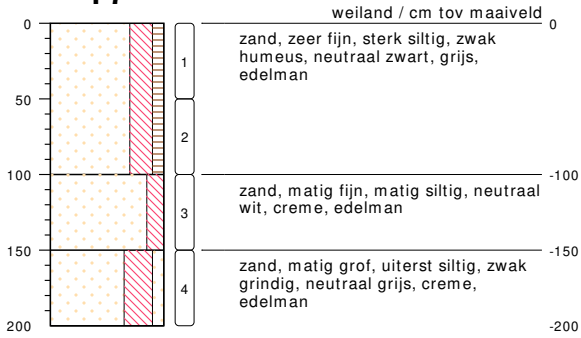 weiland / cm tov maaiveld
0
0
zand, zeer fijn, sterk siltig, zwak
humeus, neutraal zwart, grijs,
edelman
1
50
2
100
-100
zand, matig fijn, matig siltig, neutraal
wit, creme, edelman
3
150
-150
zand, matig grof, uiterst siltig, zwak
grindig, neutraal grijs, creme,
edelman
4
200
-200